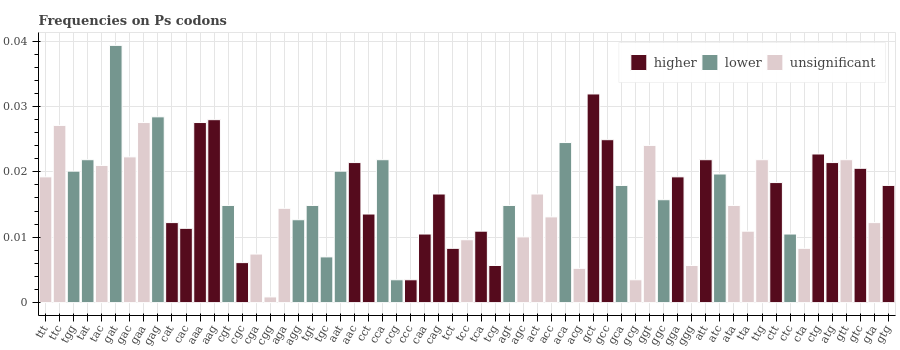 Frequencies on Ps codons
higher lower unsignificant
0.04
0.03
0.02
0.01
0
ttt ttc tgg tat tac gat gac gaa gag cat cac aaa aag cgt cgc cga cgg aga agg tgt tgc aat aac cct cca ccg ccc caa cag tct tcc tca tcg agt agc act acc aca acg gct gcc gca gcg ggt ggc gga ggg att atc ata tta ttg ctt ctc cta ctg atg gtt gtc gta gtg